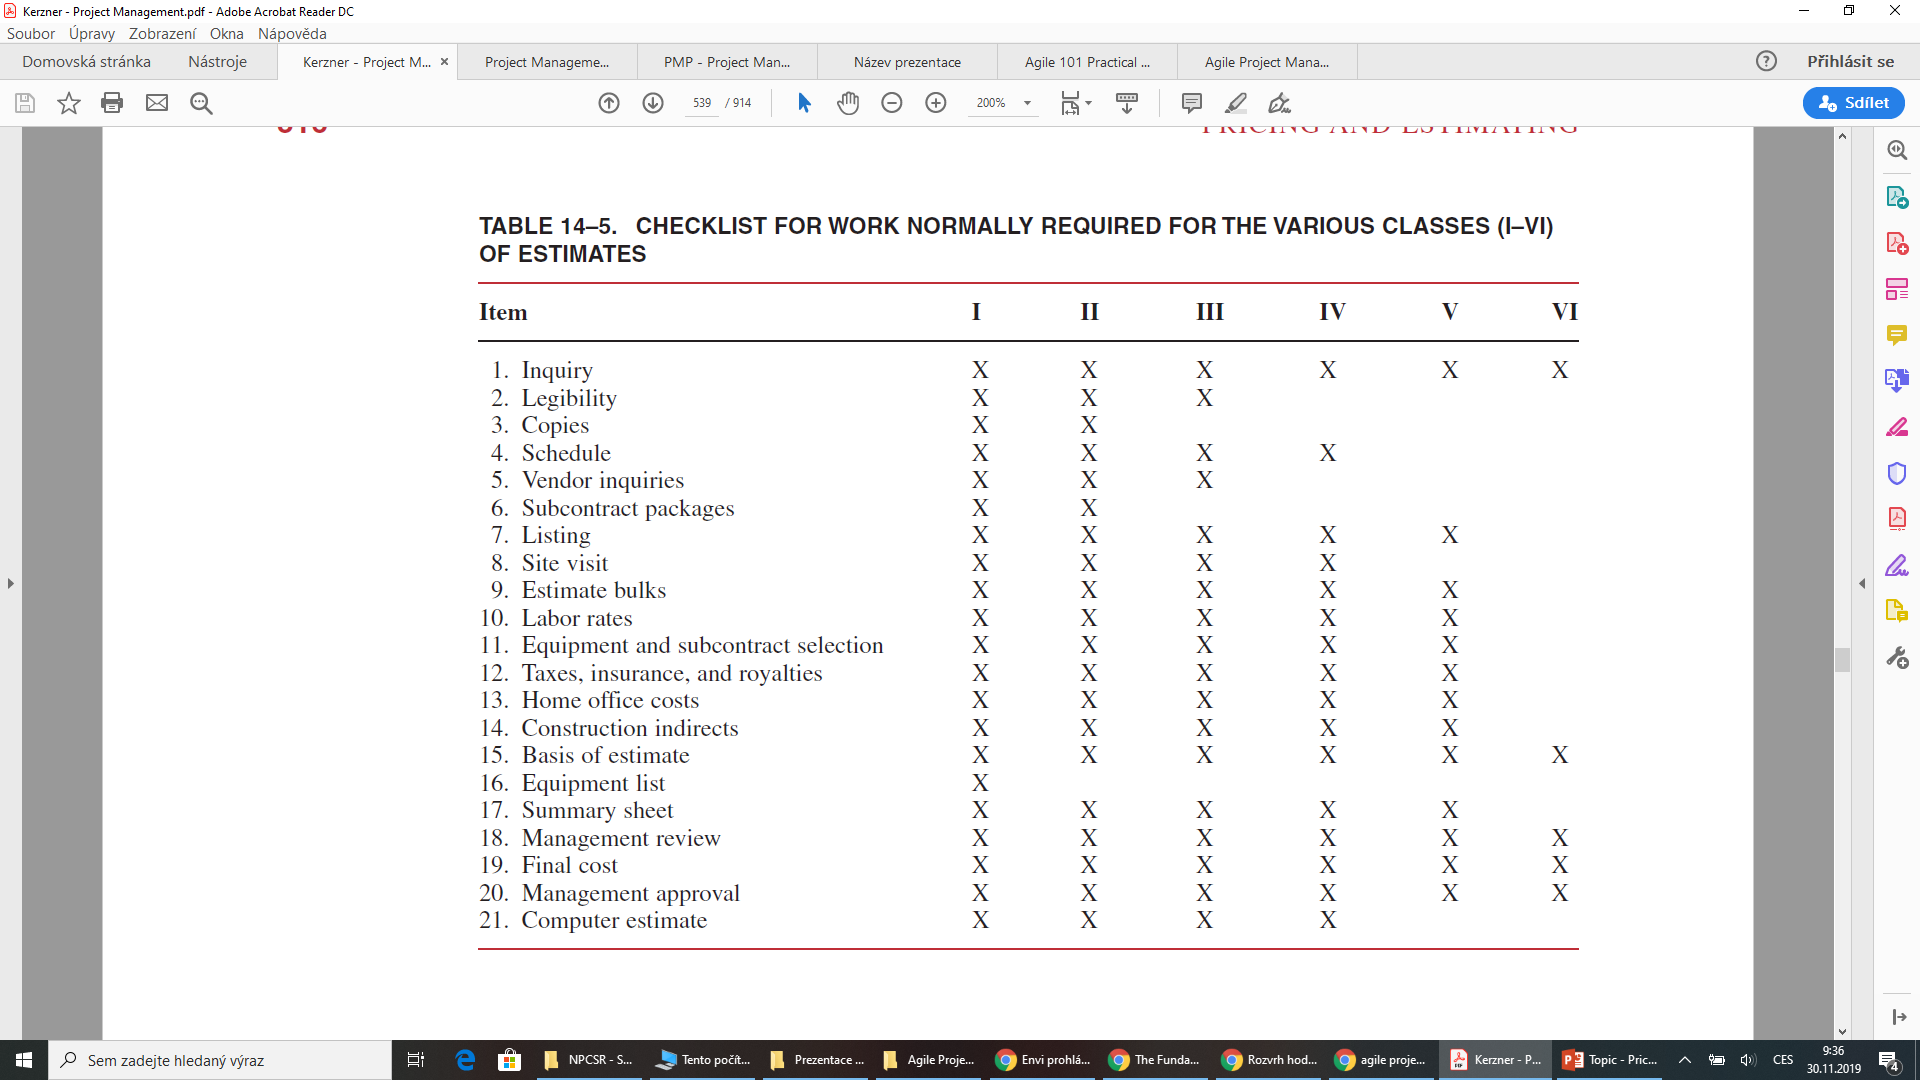 Kerzner - Project Management.pdf - Adobe Acrobat Reader DC
Soubor Úpravy Zobrazení Okna Nápověda
Domovská stránka Nástroje Kerzner - Project M... × Project Manageme... PMP - Project Man... Název prezentace Agile 101 Practical ... Agile Project Mana... Přihlásit se
539 / 914 200% Sdílet
PRICING AND ESTIMATING
TABLE 14–5. CHECKLIST FOR WORK NORMALLY REQUIRED FOR THE VARIOUS CLASSES (I–VI)
OF ESTIMATES
Item I II III IV V VI
1. Inquiry X X X X X X
2. Legibility X X X
3. Copies X X
4. Schedule X X X X
5. Vendor inquiries X X X
6. Subcontract packages X X
7. Listing X X X X X
8. Site visit X X X X
9. Estimate bulks X X X X X
10. Labor rates X X X X X
11. Equipment and subcontract selection X X X X X
12. Taxes, insurance, and royalties X X X X X
13. Home office costs X X X X X
14. Construction indirects X X X X X
15. Basis of estimate X X X X X X
16. Equipment list X
17. Summary sheet X X X X X
18. Management review X X X X X X
19. Final cost X X X X X X
20. Management approval X X X X X X
21. Computer estimate X X X X
Sem zadejte hledaný výraz NPCSR - S... Tento počít... Prezentace ... Agile Proje... Envi prohlá... The Funda... Rozvrh hod... agile proje... Kerzner - P... Topic - Pric... CES 9:36
30.11.2019 4